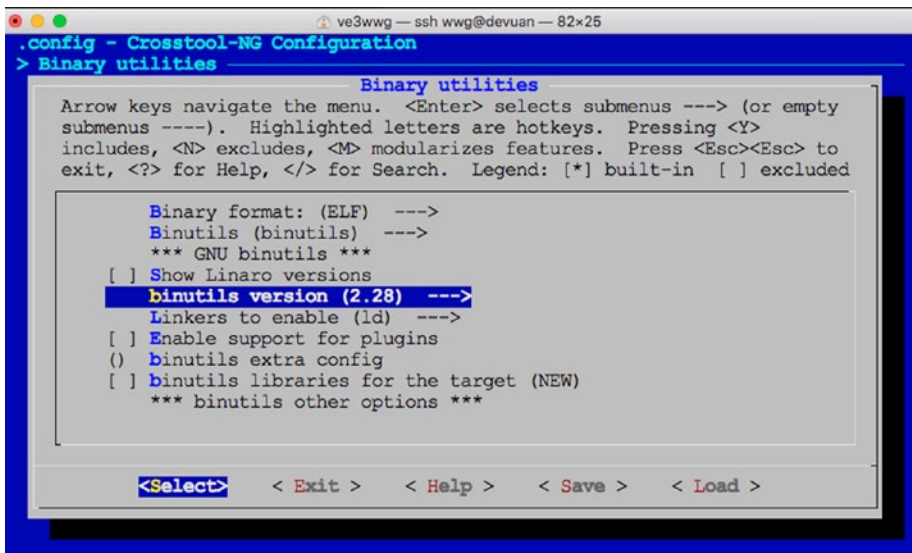 ve3wwg — ssh wwg@devuan — 82×25
.config - Crosstool-NG Configuration
> Binary utilities
Binary utilities
Arrow keys navigate the menu. <Enter> selects submenus ---> (or empty
submenus ----). Highlighted letters are hotkeys. Pressing <Y>
includes, <N> excludes, <M> modularizes features. Press <Esc><Esc> to
exit, <?> for Help, </> for Search. Legend: [*] built-in [ ] excluded
Binary format: (ELF) --->
Binutils (binutils) --->
*** GNU binutils ***
[ ] Show Linaro versions
binutils version (2.28) --->
Linkers to enable (ld) --->
[ ] Enable support for plugins
() binutils extra config
[ ] binutils libraries for the target (NEW)
*** binutils other options ***
<Select> < Exit > < Help > < Save > < Load >